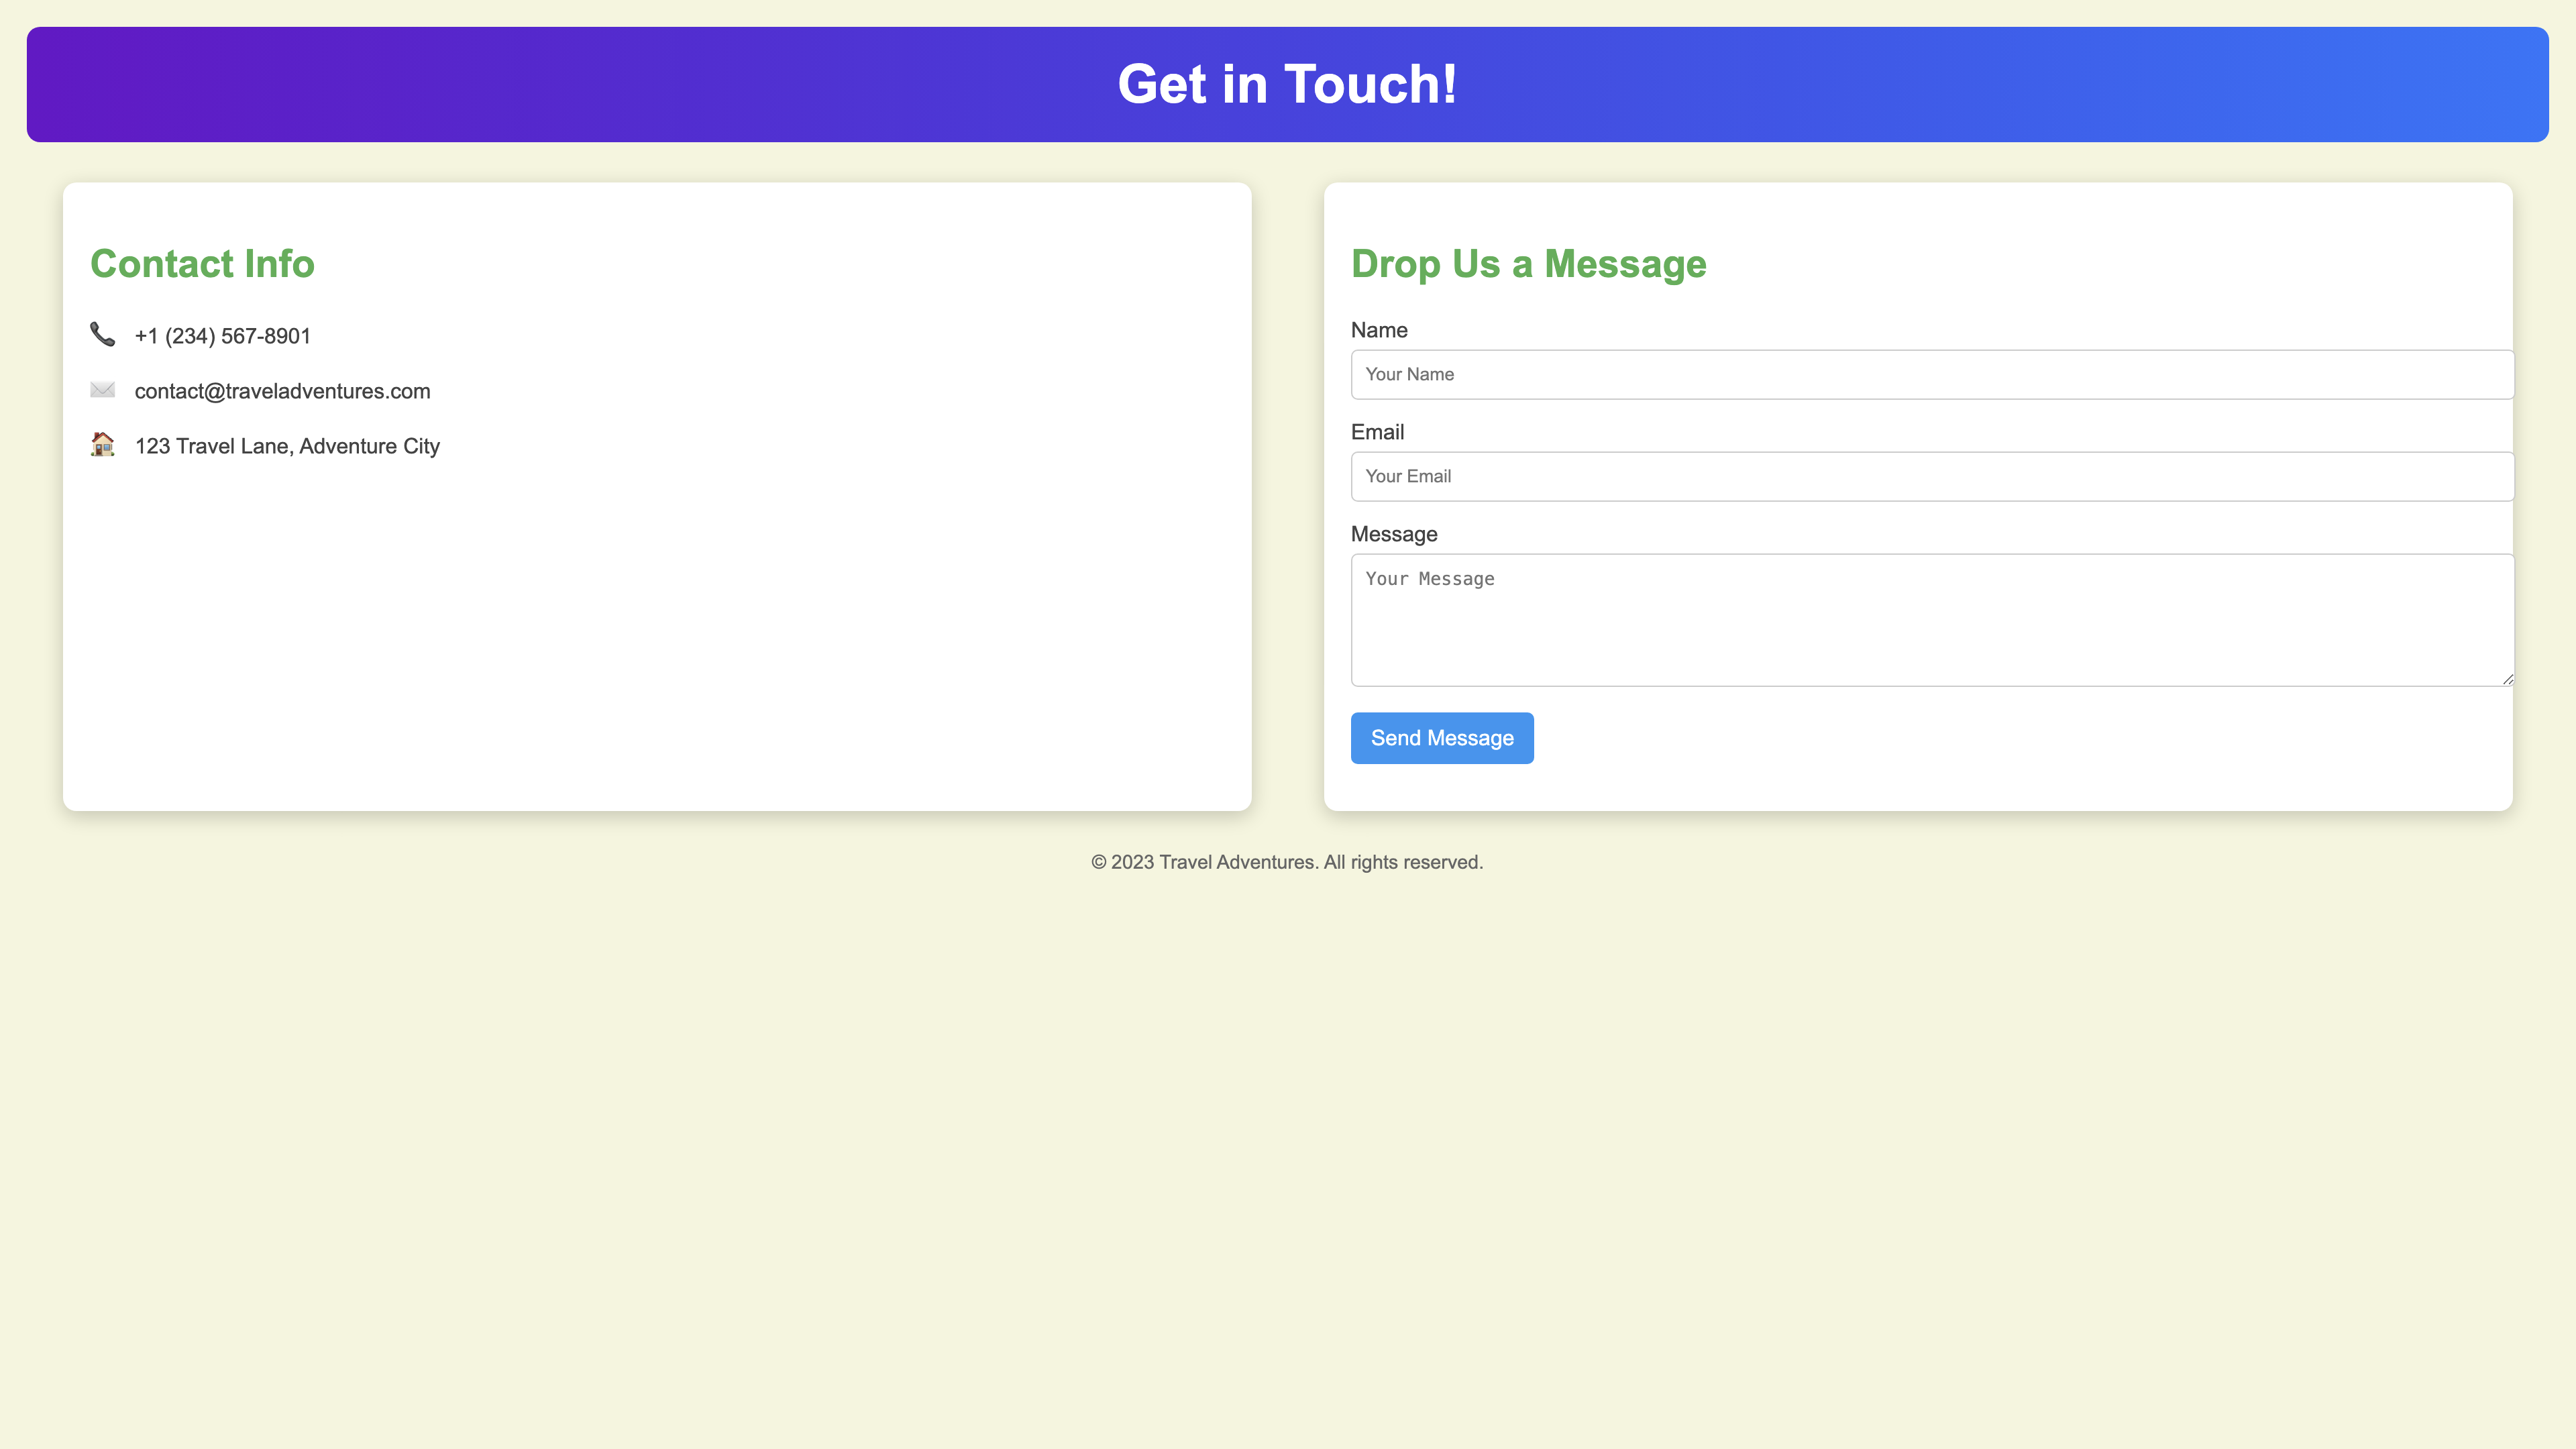 Get in Touch!
Contact Info
+1 (234) 567-8901
contact@traveladventures.com
123 Travel Lane, Adventure City
Drop Us a Message
Name
Your Name
Email
Your Email
Message
Your Message
Send Message
© 2023 Travel Adventures. All rights reserved.